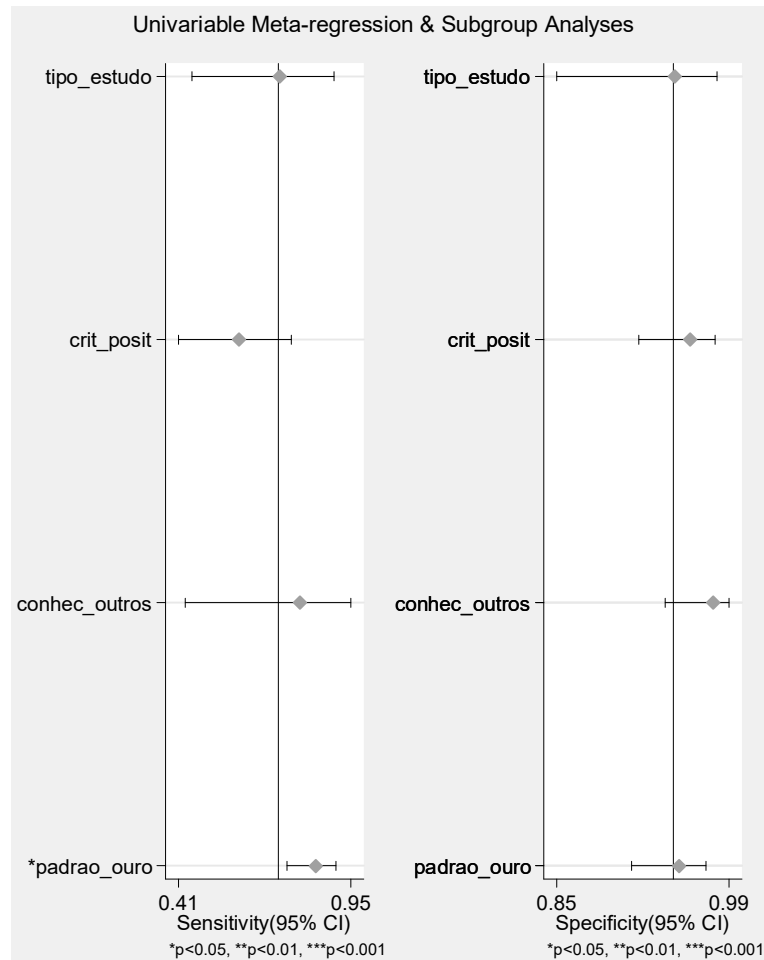 Univariable Meta-regression & Subgroup Analyses
tipo_estudo
crit_posit
conhec_outros
*padrao_ouro
0.41 0.95
Sensitivity(95% CI)
*p<0.05, **p<0.01, ***p<0.001
tipo_estudo
crit_posit
conhec_outros
padrao_ouro
0.85 0.99
Specificity(95% CI)
*p<0.05, **p<0.01, ***p<0.001